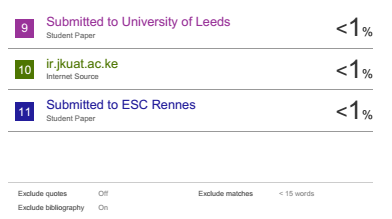 9 Submitted to University of Leeds <1%
Student Paper
10 ir.jkuat.ac.ke <1%
Internet Source
11 Submitted to ESC Rennes <1%
Student Paper
Exclude quotes Off Exclude matches < 15 words
Exclude bibliography On